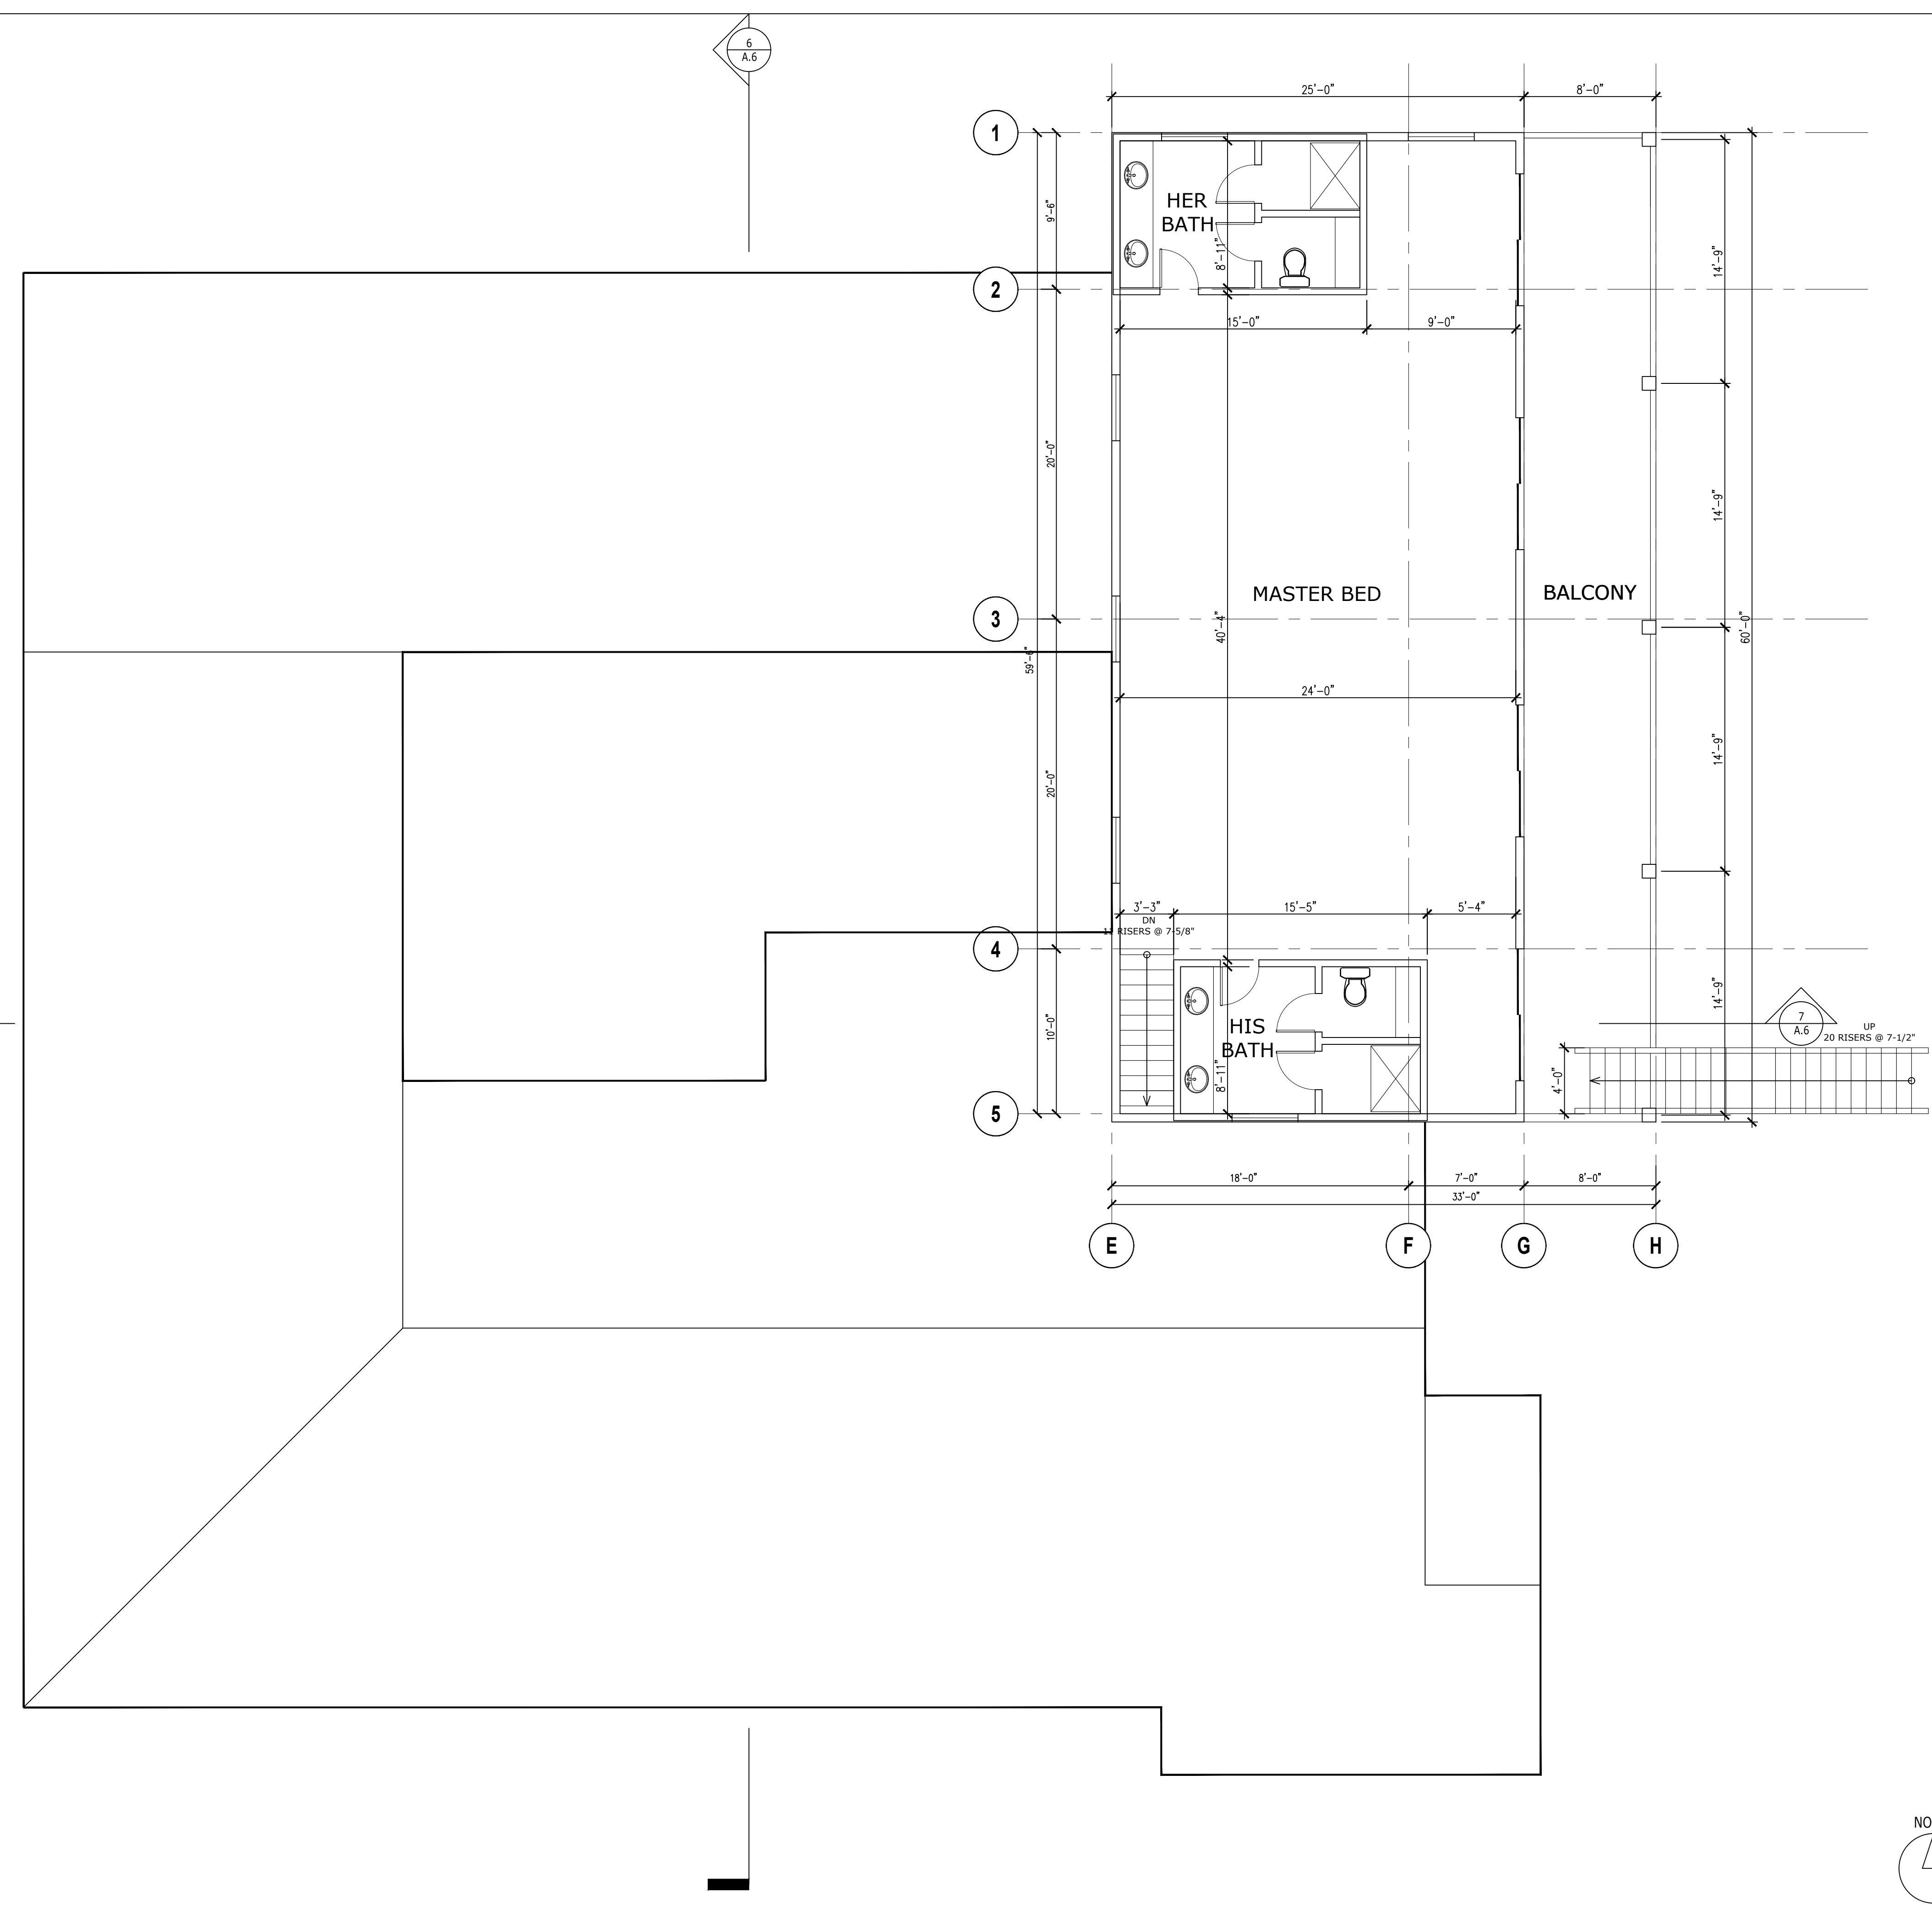 6
A.6
25'-0"
8'-0"
1
HER
BATH
9'-6"
8'-11"
14'-9"
2
15'-0"
9'-0"
20'-0"
14'-9"
MASTER BED
BALCONY
3
40'-4"
60'-0"
59'-6"
24'-0"
14'-9"
20'-0"
3'-3"
15'-5"
5'-4"
DN
11 RISERS @ 7-5/8"
4
14'-9"
10'-0"
HIS
BATH
7
A.6
UP
20 RISERS @ 7-1/2"
8'-11"
4'-0"
5
18'-0"
7'-0"
8'-0"
33'-0"
E
F
G
H
NO